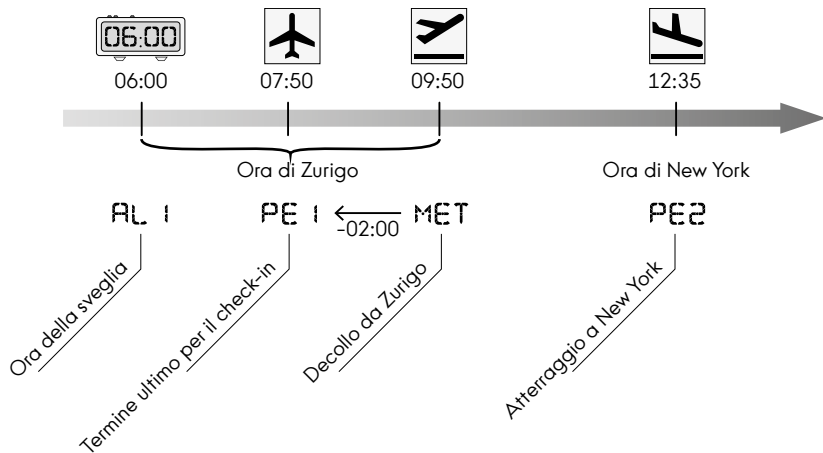 06:00
06:00 07:50 09:50 12:35
Ora di Zurigo Ora di New York
AL 1 PE 1 MET PE2
-02:00
Ora della sveglia
Termine ultimo per il check-in
Decollo da Zurigo
Atterraggio a New York